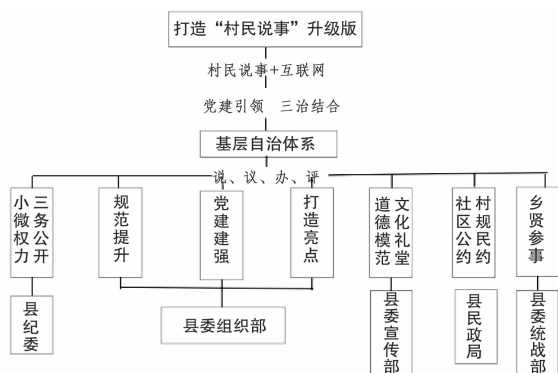 打造“村民说事”升级版
村民说事+互联网
党建引领 三治结合
基层自治体系
说、议、办、评
三务公开
小微权力
规范提升
党建建强
打造亮点
文化礼堂
道德模范
村规民约
社区公约
乡贤参事
县纪委
县委组织部
县委宣传部
县民政局
县委统战部